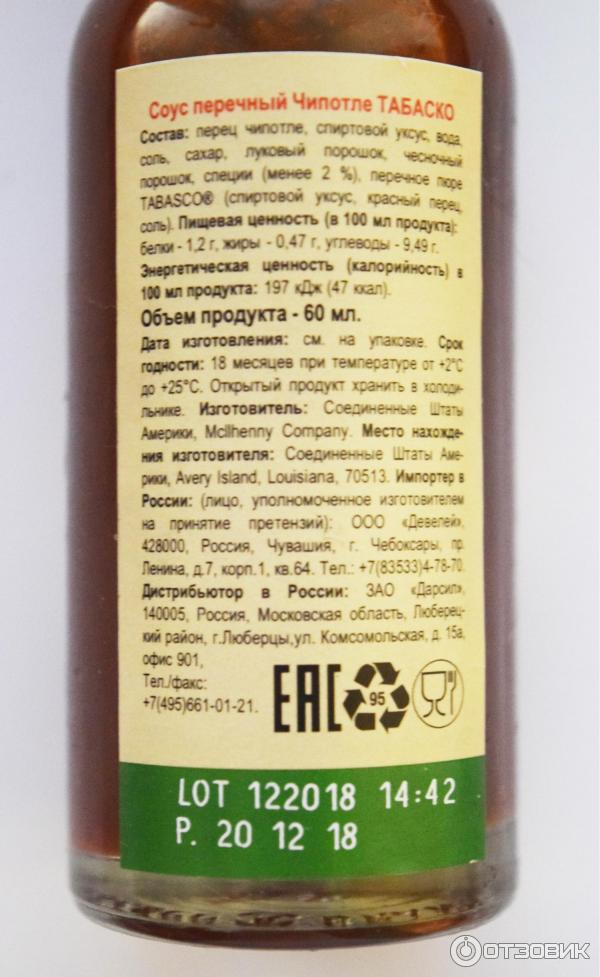 Соус перечный Чипотле ТАБАСКО
Состав: перец чипотле, спиртовой уксус, вода,
соль, сахар, луковый порошок, чесночный
порошок, специи (менее 2 %), перечное пюре
TABASCO® (спиртовой уксус, красный перец,
соль). Пищевая ценность (в 100 мл продукта):
белки - 1,2 г, жиры - 0,47 г, углеводы - 9,49 г.
Энергетическая ценность (калорийность) в
100 мл продукта: 197 кДж (47 ккал).
Объем продукта - 60 мл.
Дата изготовления: см. на упаковке. Срок
годности: 18 месяцев при температуре от +2°С
до +25°С. Открытый продукт хранить в холоди-
льнике. Изготовитель: Соединенные Штаты
Америки, McIlhenny Company. Место нахожде-
ния изготовителя: Соединенные Штаты Аме-
рики, Avery Island, Louisiana, 70513. Импортер в
России: (лицо, уполномоченное изготовителем
на принятие претензий): ООО «Девелей»,
428000, Россия, Чувашия, г. Чебоксары, пр.
Ленина, д.7, корп.1, кв.64. Тел.: +7(83533)4-78-70.
Дистрибьютор в России: ЗАО «Дарсил»,
140005, Россия, Московская область, Люберец-
кий район, г.Люберцы,ул. Комсомольская, д. 15а,
офис 901,
Тел./факс:
+7(495)661-01-21.
EAC
95
LOT 122018 14:42
P. 20 12 18
ОТЗОВИК